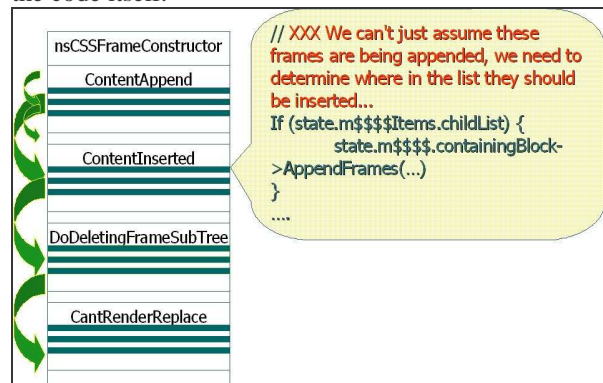 the code itself.
nsCSSFrameConstructor
ContentAppend
ContentInserted
DoDeletingFrameSubTree
CantRenderReplace
// XXX We can't just assume these
frames are being appended, we need to
determine where in the list they should
be inserted...
If (state.m$$$$Items.childList) {
state.m$$$$.containingBlock-
>AppendFrames(...)
}
....